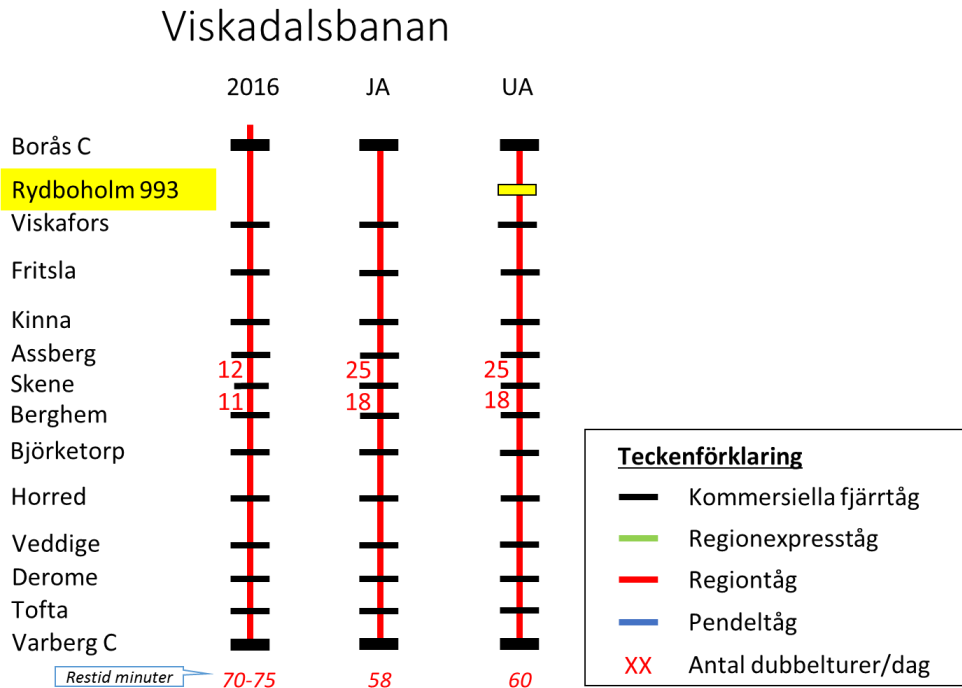 Viskadalsbanan
2016 JA UA
Borås C
Rydboholm 993
Viskafors
Fritsla
Kinna
Assberg
12 25 25
Skene
11 18 18
Berghem
Björketorp
Horred
Veddige
Derome
Tofta
Varberg C
Restid minuter 70-75 58 60
Teckenförklaring
Kommersiella fjärrtåg
Regionexpresståg
Regiontåg
Pendeltåg
XX Antal dubbelturer/dag